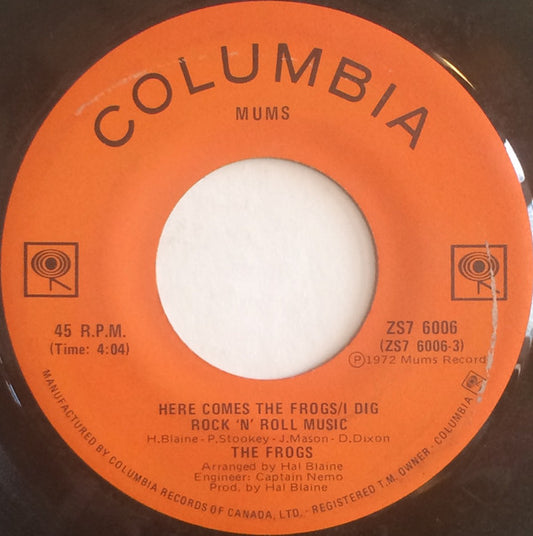 COLUMBIA
MUMS
45 R.P.M.
(Time: 4:04)
ZS7 6006
(ZS7 6006-3)
Ⓟ1972 Mums Record
HERE COMES THE FROGS/I DIG
ROCK 'N' ROLL MUSIC
H.Blaine - P.Stookey - J.Mason - D.Dixon
THE FROGS
Arranged by Hal Blaine
Engineer: Captain Nemo
Prod. by Hal Blaine
MANUFACTURED BY COLUMBIA RECORDS OF CANADA, LTD. - REGISTERED T.M. OWNER - COLUMBIA